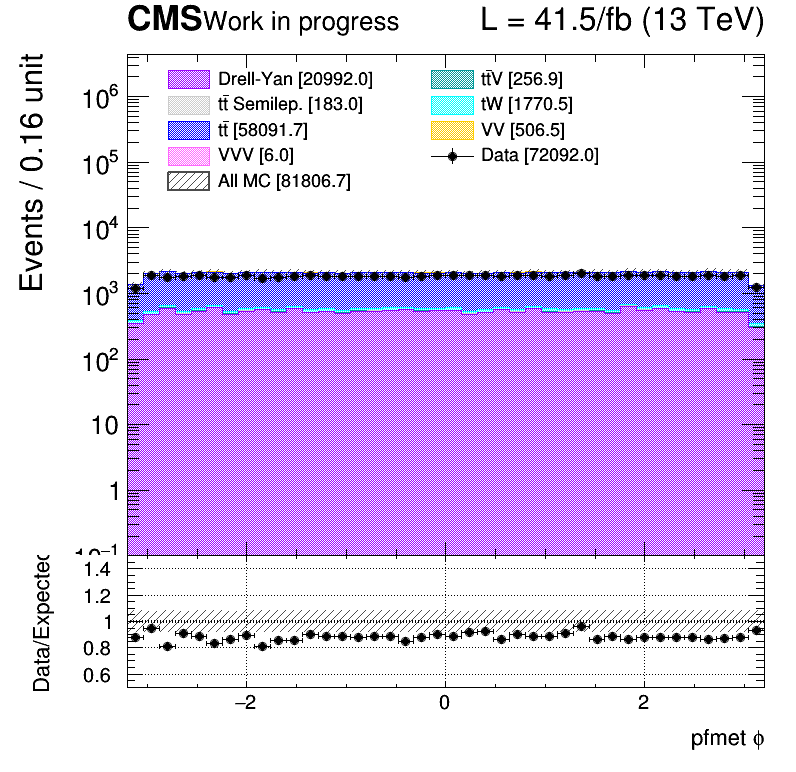 CMS Work in progress L = 41.5/fb (13 TeV)
Events / 0.16 unit
Drell-Yan [20992.0]
tt̄ Semilep. [183.0]
tt̄ [58091.7]
VVV [6.0]
All MC [81806.7]
tt̄V [256.9]
tW [1770.5]
VV [506.5]
Data [72092.0]
10⁶
10⁵
10⁴
10³
10²
10
1
10⁻¹
Data/Expected
1.4
1.2
1
0.8
0.6
−2 0 2
pfmet ϕ